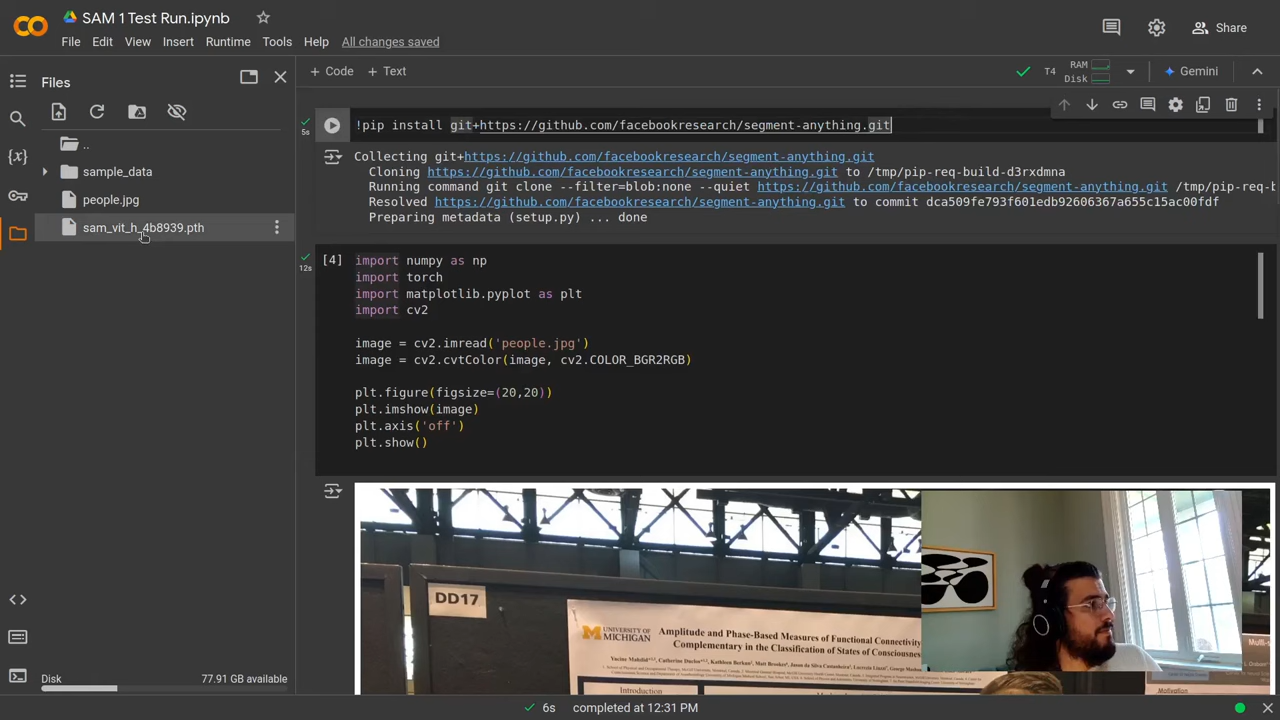 SAM 1 Test Run.ipynb
File Edit View Insert Runtime Tools Help All changes saved
Share
Files
+ Code + Text
T4 RAM Disk
Gemini
..
sample_data
people.jpg
sam_vit_h_4b8939.pth
5s
!pip install git+https://github.com/facebookresearch/segment-anything.git
Collecting git+https://github.com/facebookresearch/segment-anything.git
Cloning https://github.com/facebookresearch/segment-anything.git to /tmp/pip-req-build-d3rxdmna
Running command git clone --filter=blob:none --quiet https://github.com/facebookresearch/segment-anything.git /tmp/pip-req-b
Resolved https://github.com/facebookresearch/segment-anything.git to commit dca509fe793f601edb92606367a655c15ac00fdf
Preparing metadata (setup.py) ... done
12s
[4] import numpy as np
import torch
import matplotlib.pyplot as plt
import cv2
image = cv2.imread('people.jpg')
image = cv2.cvtColor(image, cv2.COLOR_BGR2RGB)
plt.figure(figsize=(20,20))
plt.imshow(image)
plt.axis('off')
plt.show()
DD17
UNIVERSITY OF MICHIGAN
Amplitude and Phase-Based Measures of Functional Connectivity
Complementary in the Classification of States of Consciousness
Introduction
Motivation
Disk 77.91 GB available
6s completed at 12:31 PM